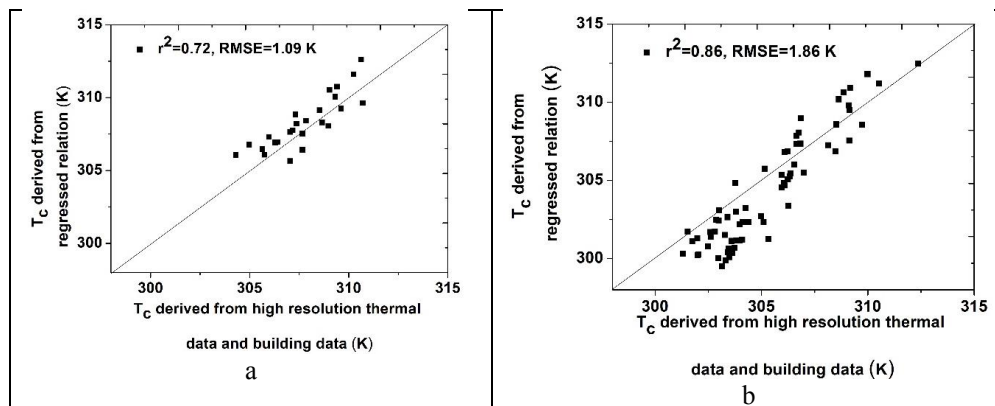 315
310
305
300
r²=0.72, RMSE=1.09 K
T_C derived from
regressed relation (K)
300
305
310
315
T_C derived from high resolution thermal
data and building data (K)
a
315
310
305
300
r²=0.86, RMSE=1.86 K
T_C derived from
regressed relation (K)
300
305
310
315
T_C derived from high resolution thermal
data and building data (K)
b